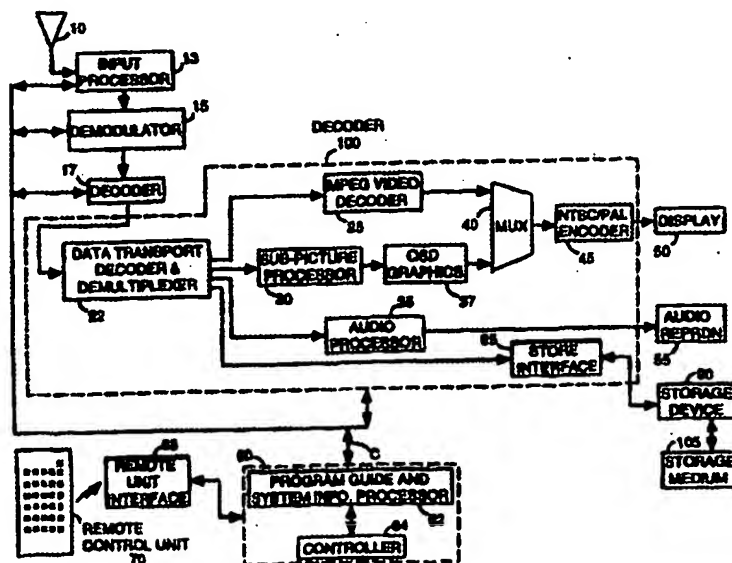 10
INPUT
PROCESSOR
13
DEMODULATOR
15
DECODER
100
17
DECODER
MPEG VIDEO
DECODER
25
40
MUX
NTSC/PAL
ENCODER
45
DISPLAY
50
DATA TRANSPORT
DECODER &
DEMULTIPLEXER
22
SUB-PICTURE
PROCESSOR
30
OSD
GRAPHICS
37
35
AUDIO
PROCESSOR
AUDIO
REPRDN
55
STORE
INTERFACE
STORAGE
DEVICE
105
STORAGE
MEDIUM
REMOTE
UNIT
INTERFACE
REMOTE
CONTROL UNIT
70
C
60
PROGRAM GUIDE AND
SYSTEM INFO. PROCESSOR
62
64
CONTROLLER